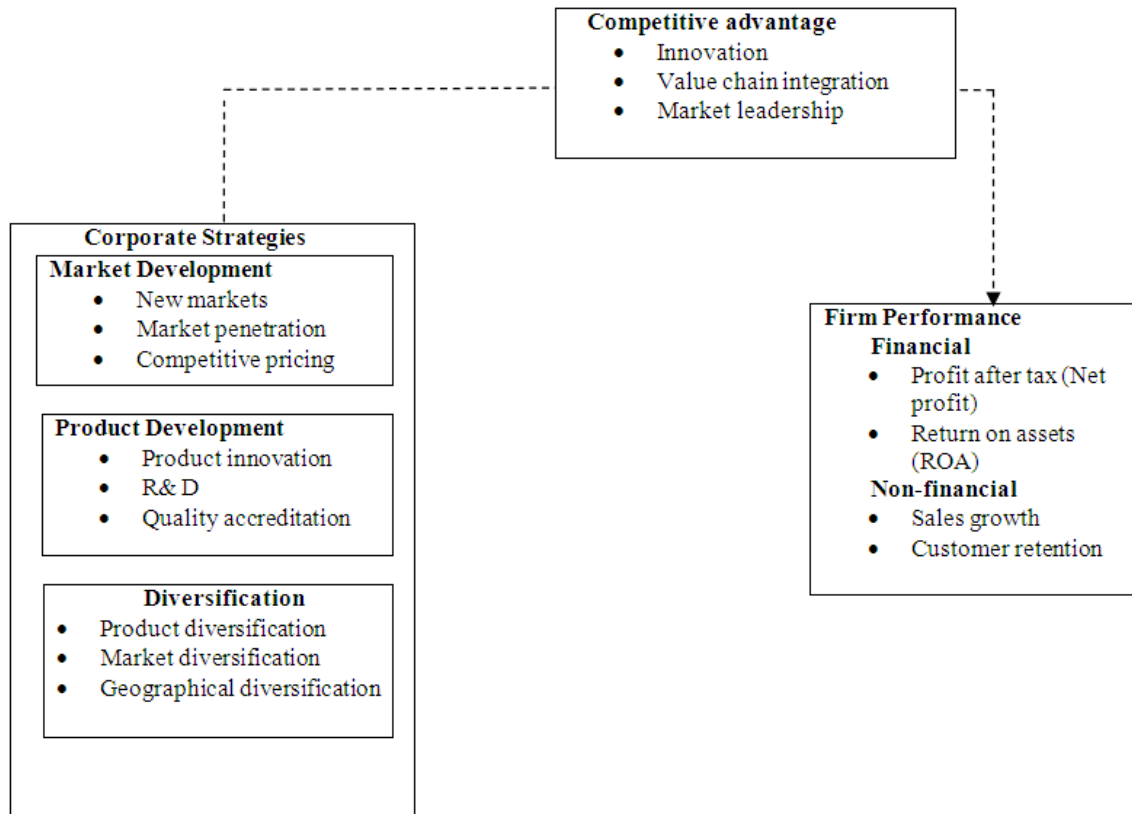 Competitive advantage
• Innovation
• Value chain integration
• Market leadership
Corporate Strategies
Market Development
• New markets
• Market penetration
• Competitive pricing
Product Development
• Product innovation
• R& D
• Quality accreditation
Diversification
• Product diversification
• Market diversification
• Geographical diversification
Firm Performance
Financial
• Profit after tax (Net
profit)
• Return on assets
(ROA)
Non-financial
• Sales growth
• Customer retention